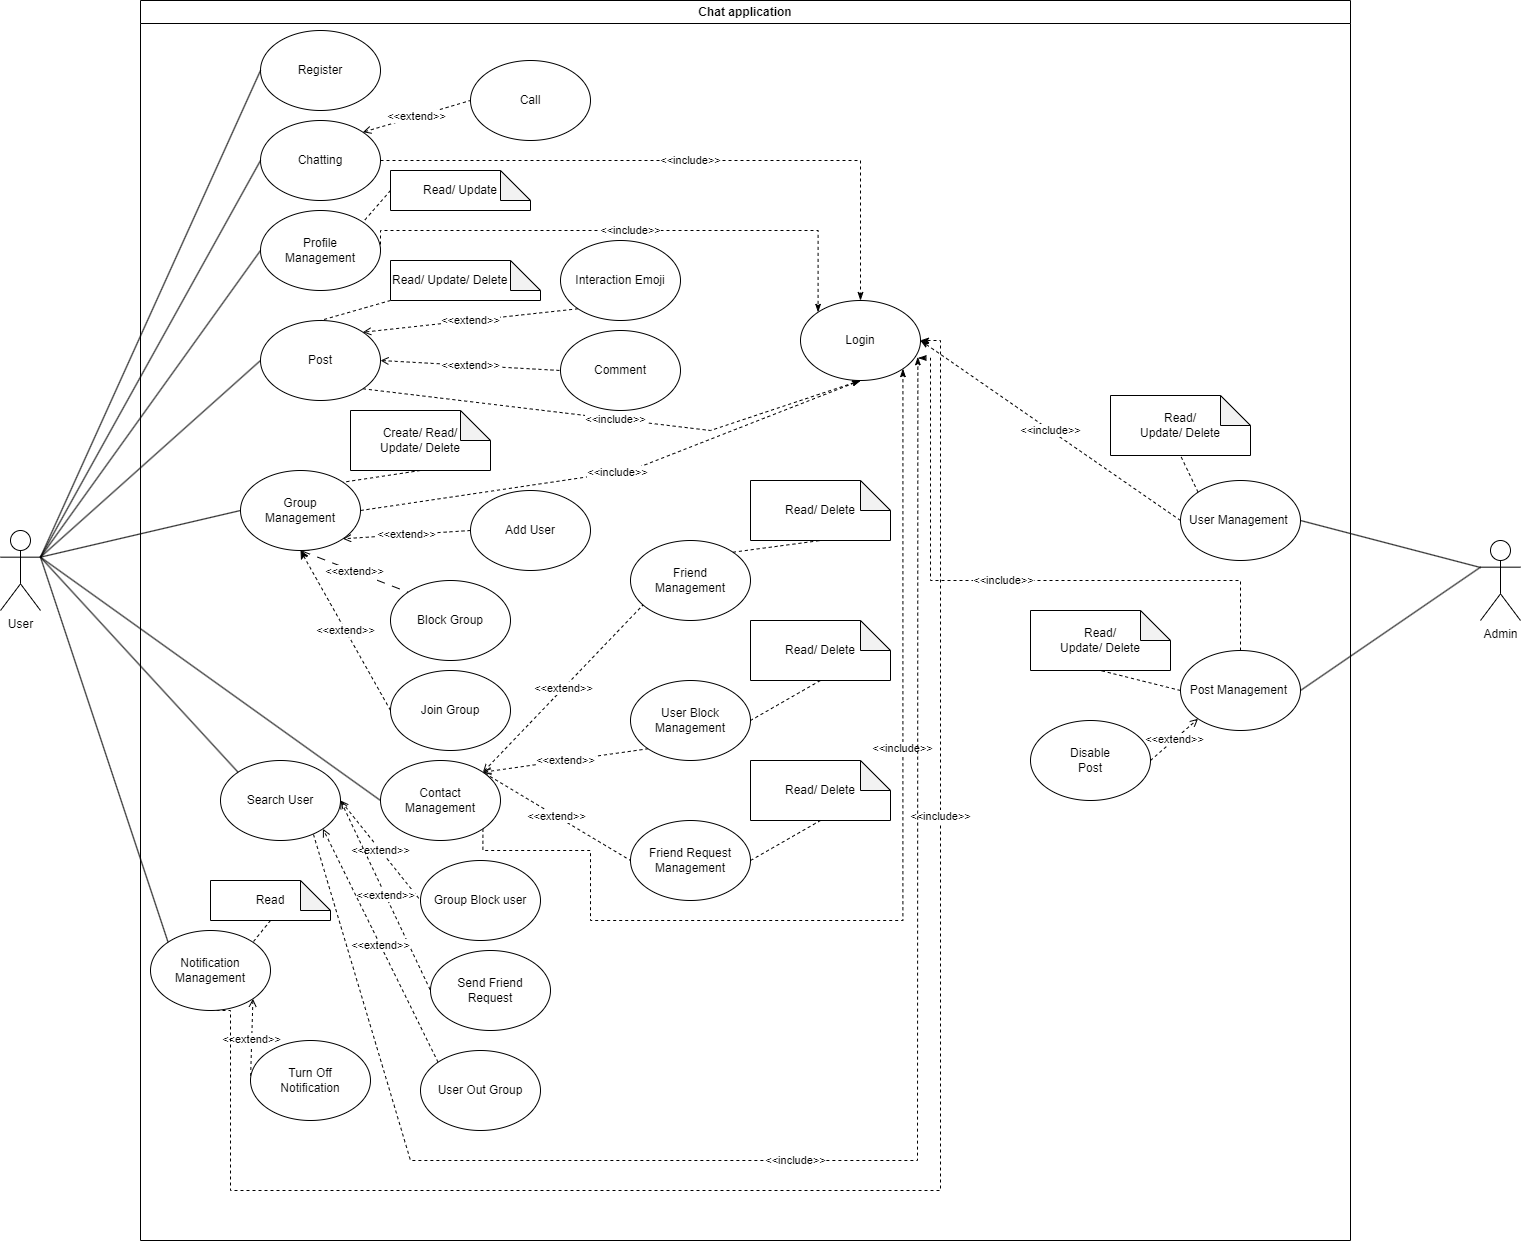 Chat application
Register
Call
<<extend>>
Chatting
<<include>>
Read/ Update
Profile
Management
<<include>>
Read/ Update/ Delete
Interaction Emoji
<<extend>>
Post
<<extend>>
Comment
Login
<<include>>
Create/ Read/
Update/ Delete
<<include>>
Group
Management
<<extend>>
Add User
<<extend>>
Block Group
<<extend>>
Join Group
Read/ Delete
Friend
Management
<<extend>>
Read/ Delete
User Block
Management
<<extend>>
Read/ Delete
<<extend>>
Friend Request
Management
Contact
Management
<<include>>
<<include>>
Search User
<<extend>>
Group Block user
<<extend>>
<<extend>>
Send Friend
Request
User Out Group
<<include>>
Read
Notification
Management
<<extend>>
Turn Off
Notification
User
<<include>>
Read/
Update/ Delete
User Management
<<include>>
Read/
Update/ Delete
Post Management
<<extend>>
Disable
Post
Admin